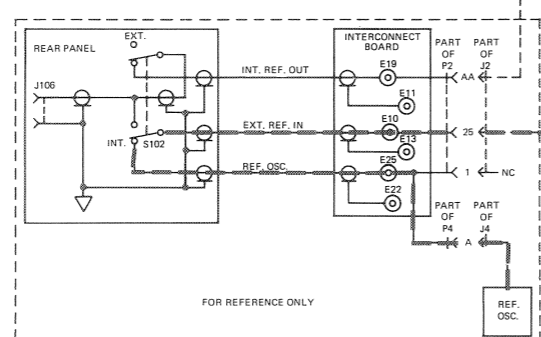 REAR PANEL
EXT.
J106
INT.
S102
INT. REF. OUT
EXT. REF. IN
REF. OSC.
INTERCONNECT
BOARD
E19
E11
E10
E13
E25
E22
PART
OF
P2
PART
OF
J2
AA
25
1
NC
PART
OF
P4
PART
OF
J4
A
REF.
OSC.
FOR REFERENCE ONLY